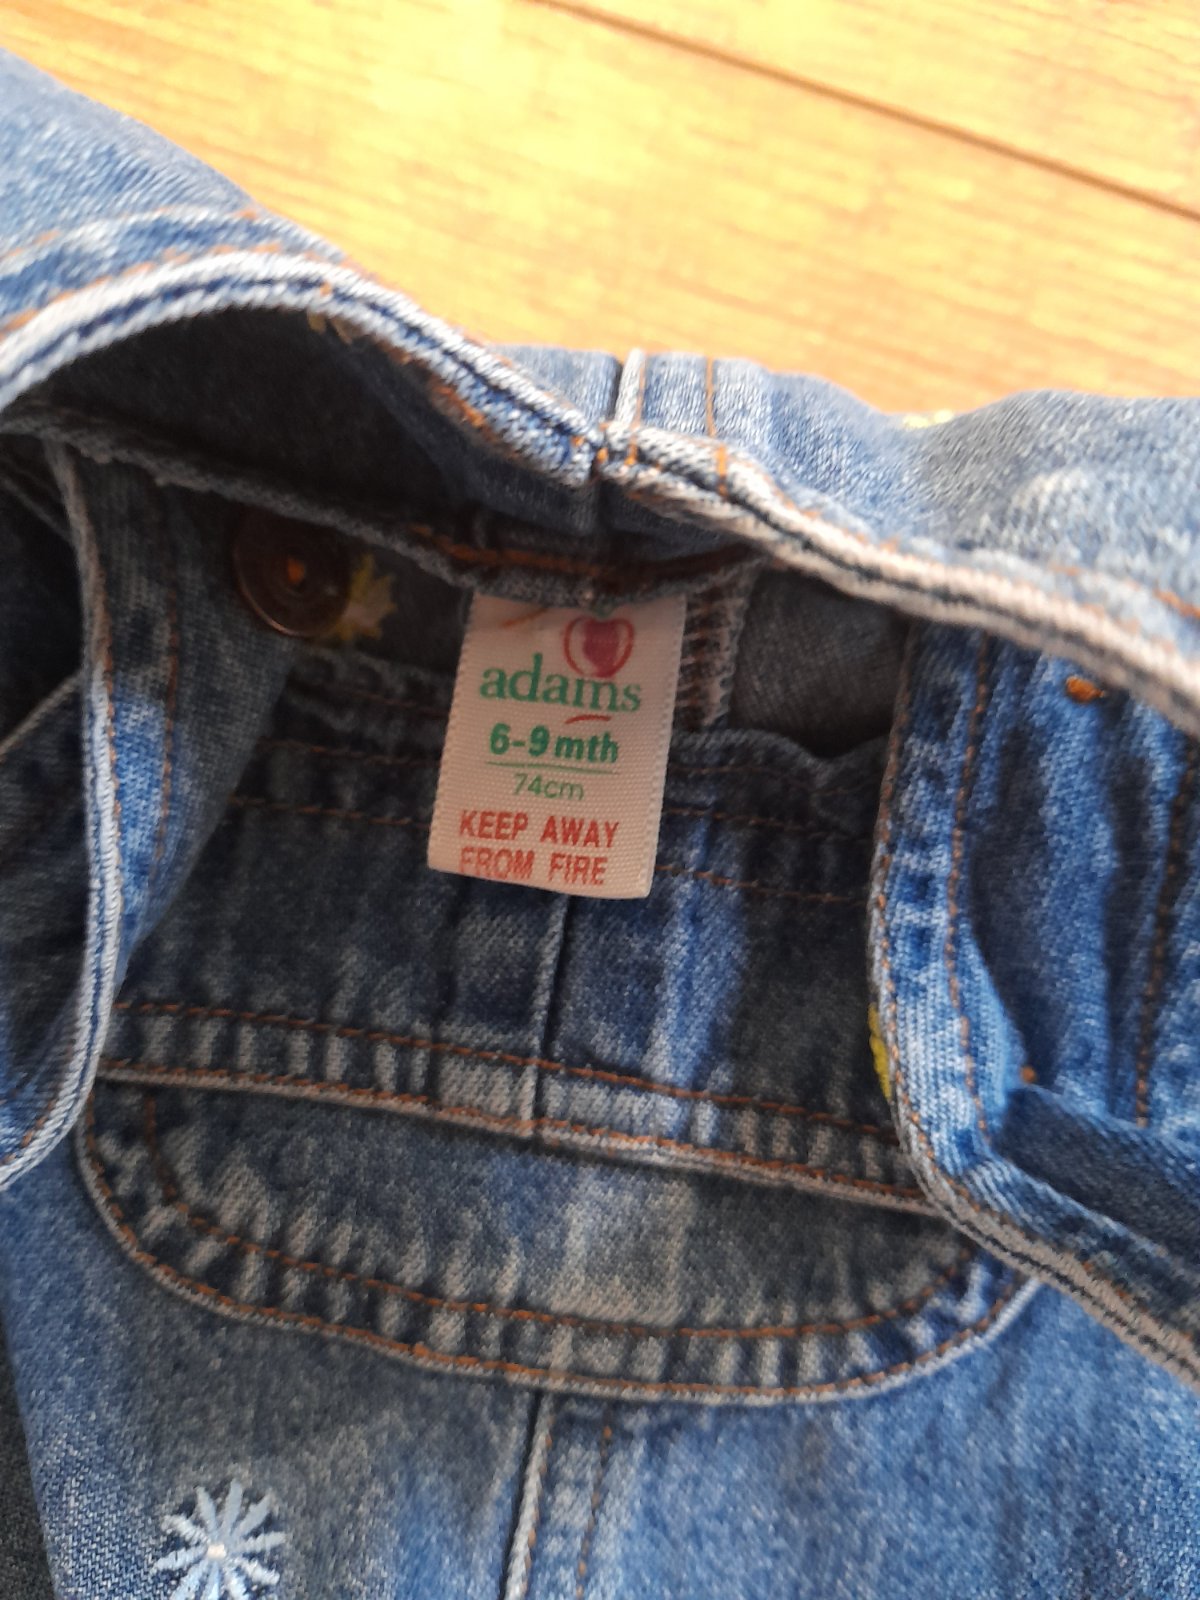 adams
6-9mth
74cm
KEEP AWAY
FROM FIRE